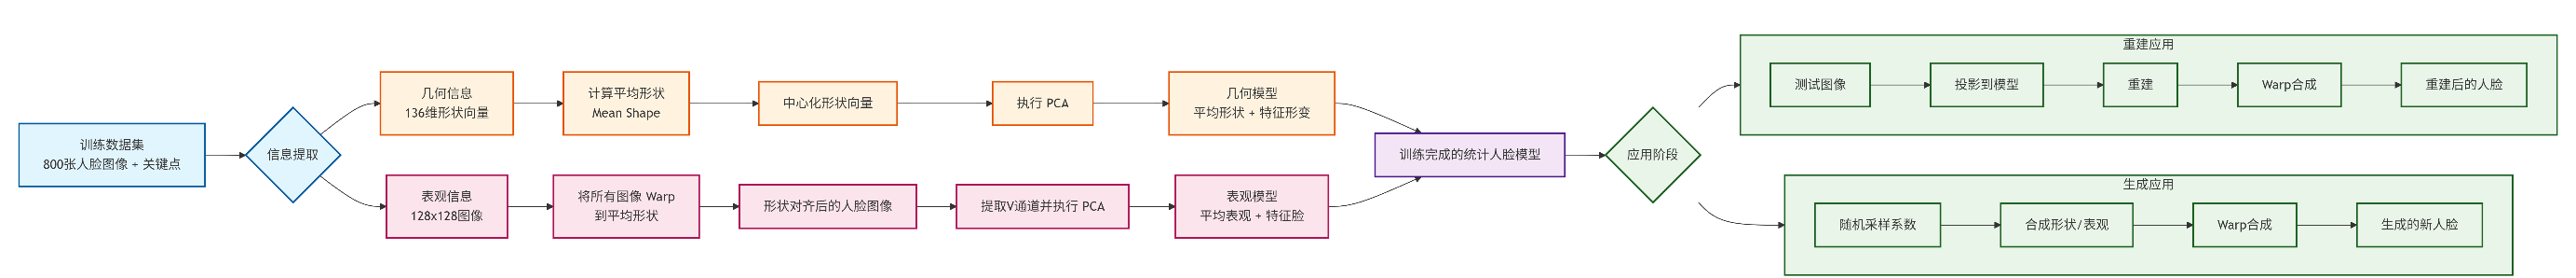 训练数据集
800张人脸图像 + 关键点
信息提取
几何信息
136维形状向量
计算平均形状
Mean Shape
中心化形状向量
执行 PCA
几何模型
平均形状 + 特征形变
表观信息
128x128图像
将所有图像 Warp
到平均形状
形状对齐后的人脸图像
提取V通道并执行 PCA
表观模型
平均表观 + 特征脸
训练完成的统计人脸模型
应用阶段
重建应用
测试图像
投影到模型
重建
Warp合成
重建后的人脸
生成应用
随机采样系数
合成形状/表观
Warp合成
生成的新人脸